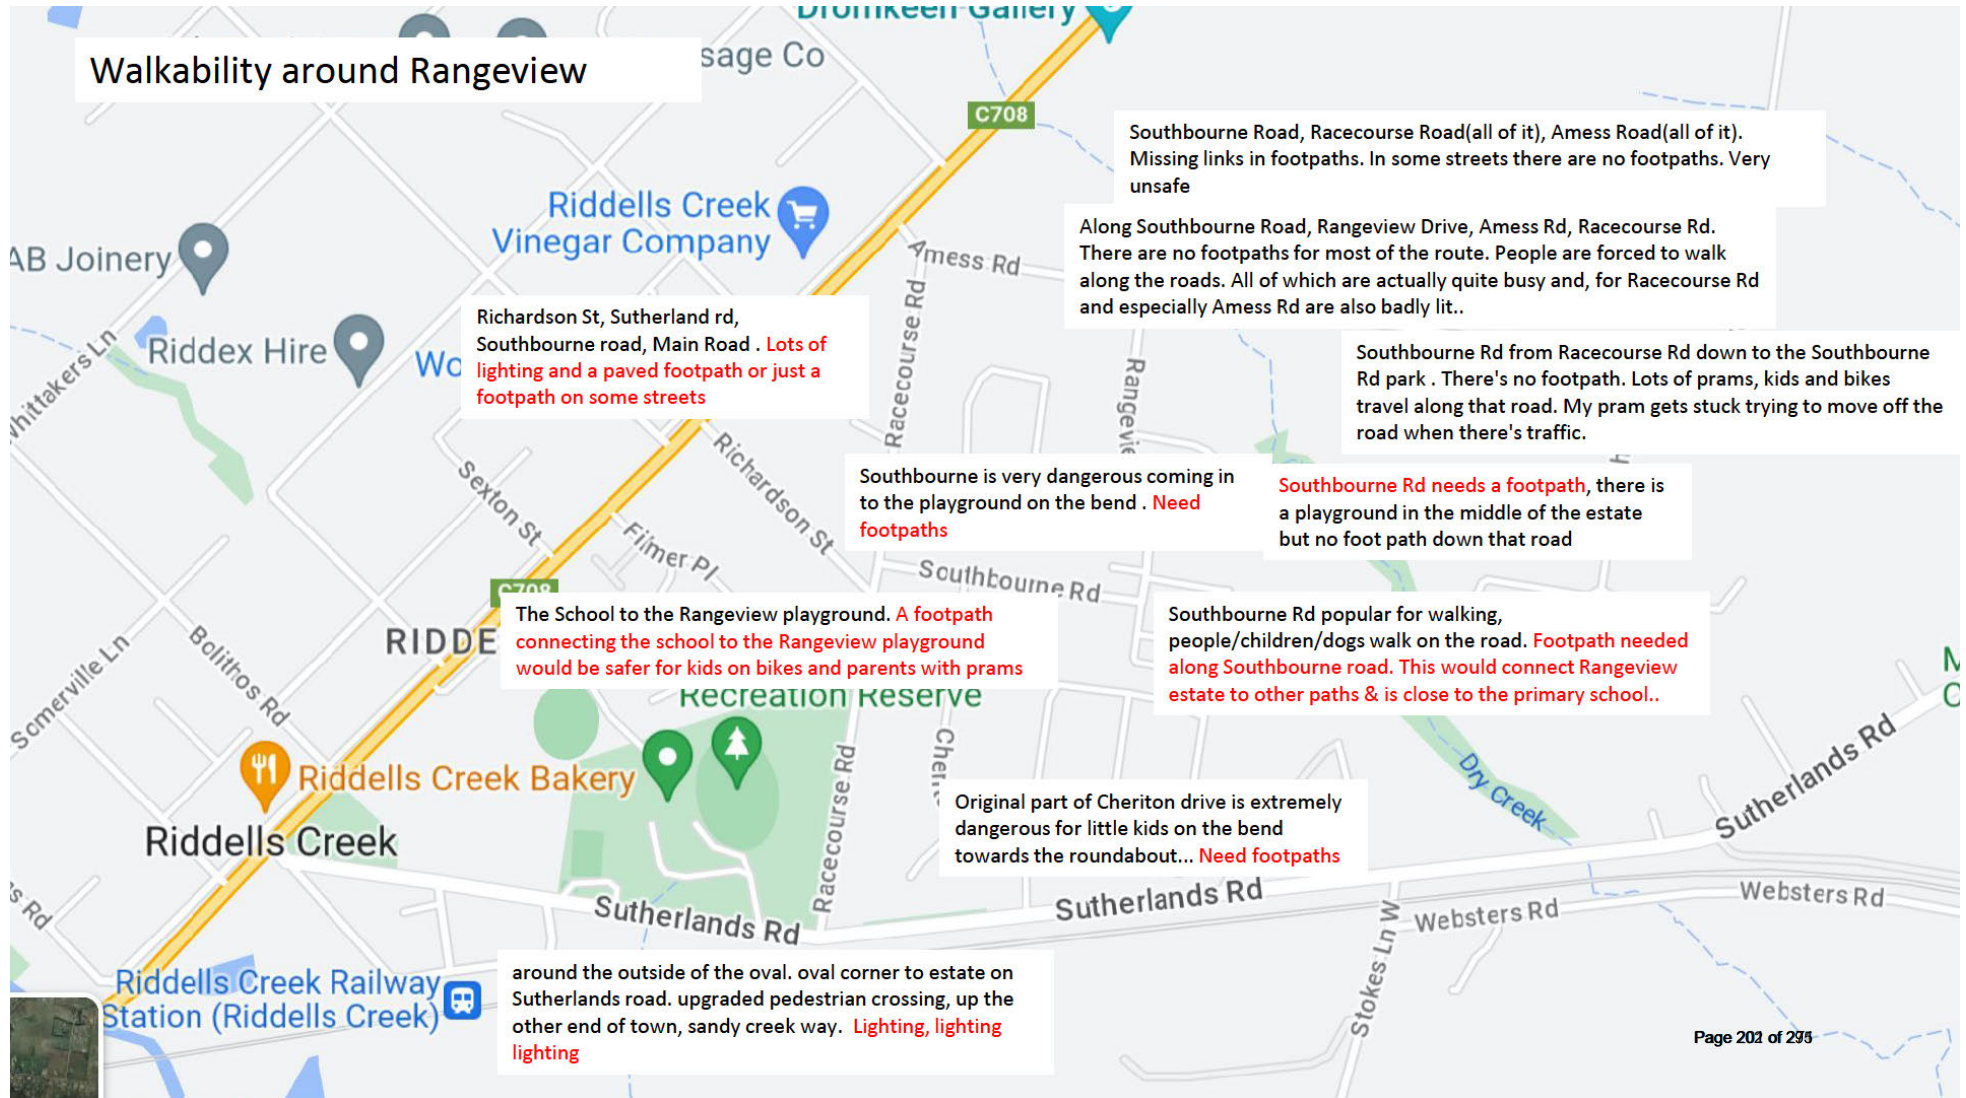 Dromkeen Gallery
Walkability around Rangeview
sage Co
C708
Southbourne Road, Racecourse Road(all of it), Amess Road(all of it).
Missing links in footpaths. In some streets there are no footpaths. Very
unsafe
Riddells Creek
Vinegar Company
AB Joinery
Amess Rd
Along Southbourne Road, Rangeview Drive, Amess Rd, Racecourse Rd.
There are no footpaths for most of the route. People are forced to walk
along the roads. All of which are actually quite busy and, for Racecourse Rd
and especially Amess Rd are also badly lit..
Richardson St, Sutherland rd,
Southbourne road, Main Road . Lots of
lighting and a paved footpath or just a
footpath on some streets
Whittakers Ln
Riddex Hire
Wo
Racecourse Rd
Rangevie
Southbourne Rd from Racecourse Rd down to the Southbourne
Rd park . There's no footpath. Lots of prams, kids and bikes
travel along that road. My pram gets stuck trying to move off the
road when there's traffic.
Sexton St
Richardson St
Filmer Pl
Southbourne is very dangerous coming in
to the playground on the bend . Need
footpaths
Southbourne Rd needs a footpath, there is
a playground in the middle of the estate
but no foot path down that road
Southbourne Rd
C708
RIDDE
The School to the Rangeview playground. A footpath
connecting the school to the Rangeview playground
would be safer for kids on bikes and parents with prams
Southbourne Rd popular for walking,
people/children/dogs walk on the road. Footpath needed
along Southbourne road. This would connect Rangeview
estate to other paths & is close to the primary school..
Somerville Ln
Bolithos Rd
Recreation Reserve
Riddells Creek Bakery
Riddells Creek
Racecourse Rd
Cheri
Original part of Cheriton drive is extremely
dangerous for little kids on the bend
towards the roundabout... Need footpaths
Dry Creek
Sutherlands Rd
s Rd
Sutherlands Rd
Sutherlands Rd
Stokes Ln W
Websters Rd
Websters Rd
Riddells Creek Railway
Station (Riddells Creek)
around the outside of the oval. oval corner to estate on
Sutherlands road. upgraded pedestrian crossing, up the
other end of town, sandy creek way. Lighting, lighting
lighting